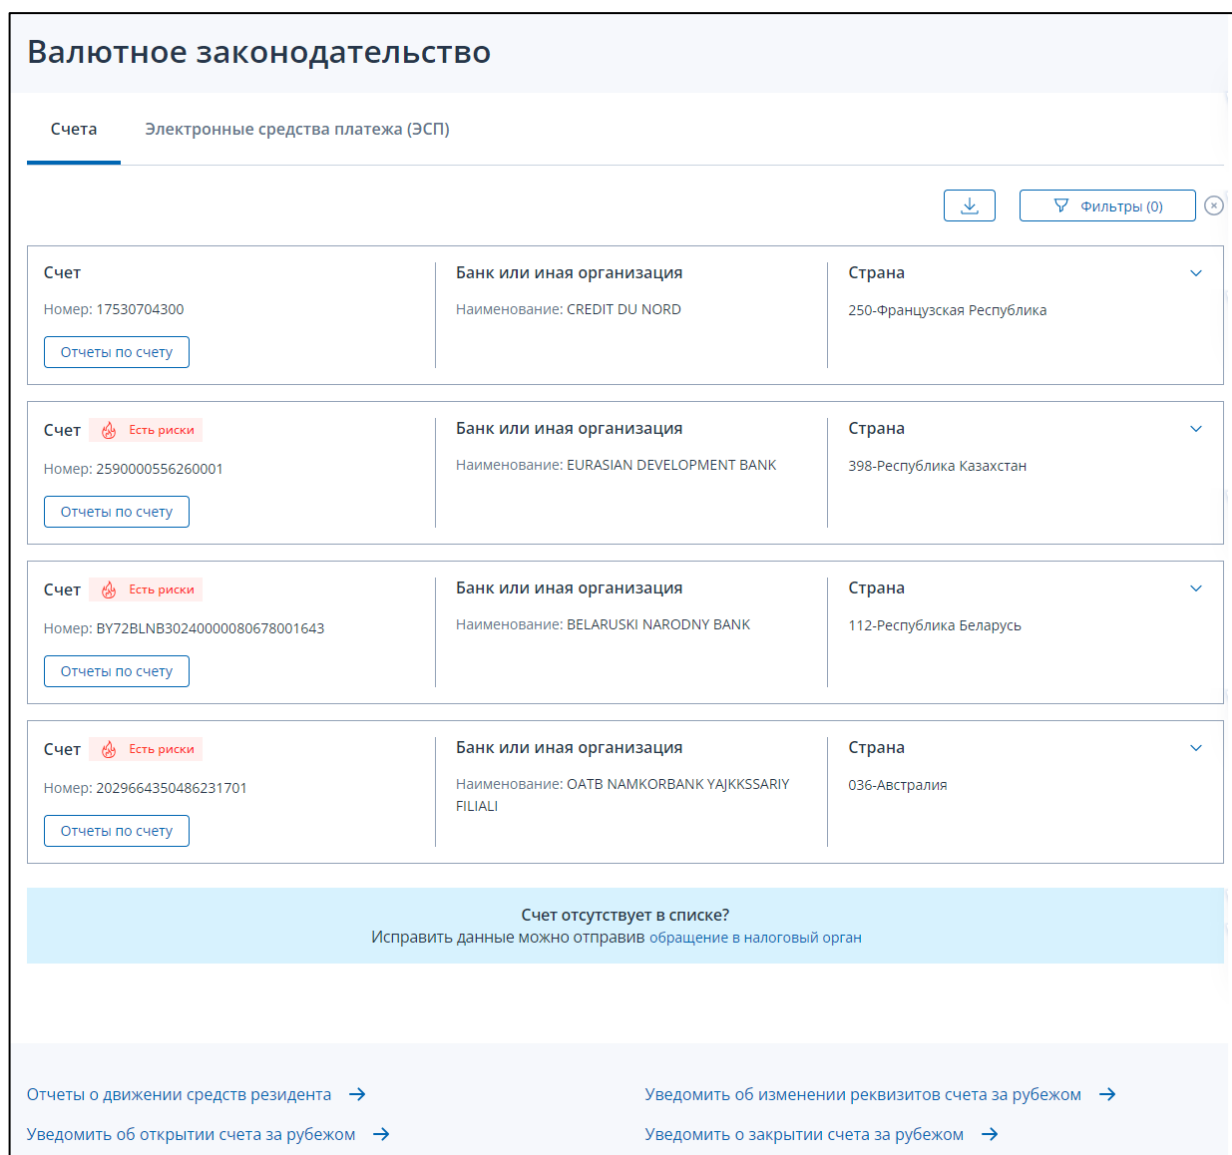 Валютное законодательство
Счета
Электронные средства платежа (ЭСП)
Фильтры (0)
Счет
Банк или иная организация
Страна
Номер: 17530704300
Наименование: CREDIT DU NORD
250-Французская Республика
Отчеты по счету
Счет
Есть риски
Банк или иная организация
Страна
Номер: 2590000556260001
Наименование: EURASIAN DEVELOPMENT BANK
398-Республика Казахстан
Отчеты по счету
Счет
Есть риски
Банк или иная организация
Страна
Номер: BY72BLNB30240000080678001643
Наименование: BELARUSKI NARODNY BANK
112-Республика Беларусь
Отчеты по счету
Счет
Есть риски
Банк или иная организация
Страна
Номер: 2029664350486231701
Наименование: OATB NAMKORBANK YAJKKSSARIY
FILIALI
036-Австралия
Отчеты по счету
Счет отсутствует в списке?
Исправить данные можно отправив обращение в налоговый орган
Отчеты о движении средств резидента
Уведомить об изменении реквизитов счета за рубежом
Уведомить об открытии счета за рубежом
Уведомить о закрытии счета за рубежом